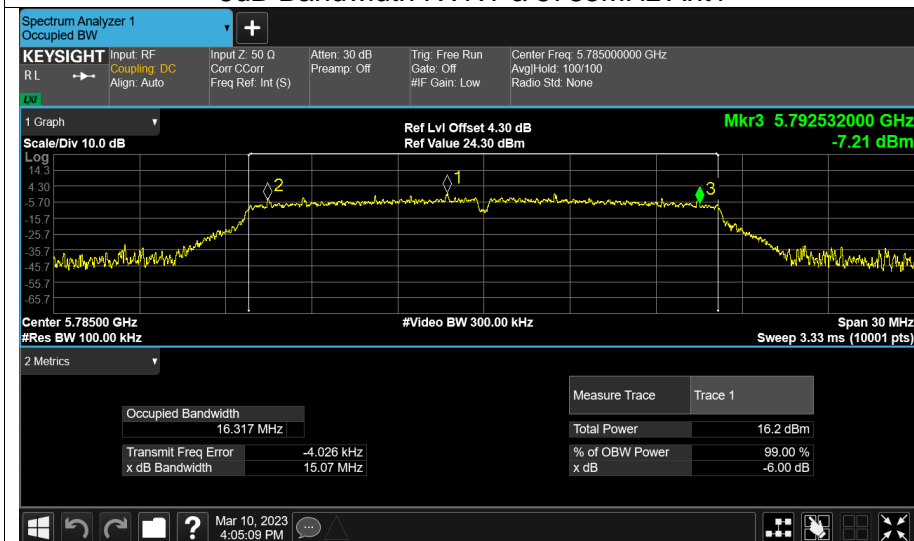 Spectrum Analyzer 1
Occupied BW
KEYSIGHT
Input: RF
Coupling: DC
Align: Auto
Input Z: 50 Ω
Corr CCorr
Freq Ref: Int (S)
Atten: 30 dB
Preamp: Off
Trig: Free Run
Gate: Off
#IF Gain: Low
Center Freq: 5.785000000 GHz
Avg|Hold: 100/100
Radio Std: None
R L
LXI
1 Graph
Ref Lvl Offset 4.30 dB
Mkr3 5.792532000 GHz
Scale/Div 10.0 dB
Ref Value 24.30 dBm
-7.21 dBm
Log
14.3
4.30
-5.70
-15.7
-25.7
-35.7
-45.7
-55.7
-65.7
2
1
3
Center 5.78500 GHz
#Video BW 300.00 kHz
Span 30 MHz
#Res BW 100.00 kHz
Sweep 3.33 ms (10001 pts)
2 Metrics
Occupied Bandwidth
16.317 MHz
Transmit Freq Error -4.026 kHz
x dB Bandwidth 15.07 MHz
Measure Trace Trace 1
Total Power 16.2 dBm
% of OBW Power 99.00 %
x dB -6.00 dB
?
Mar 10, 2023
4:05:09 PM